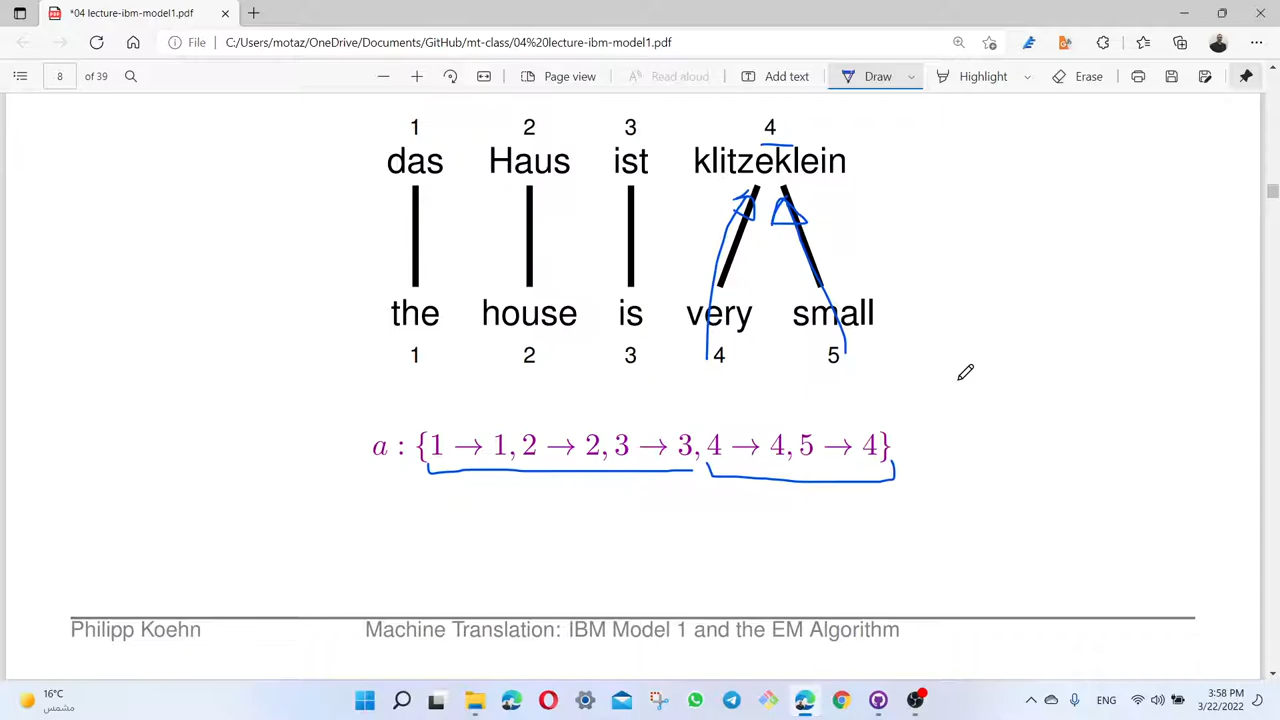 *04 lecture-ibm-model1.pdf
File C:/Users/motaz/OneDrive/Documents/GitHub/mt-class/04%20lecture-ibm-model1.pdf
8 of 39 Page view Read aloud Add text Draw Highlight Erase
1 2 3 4
das Haus ist klitzeklein
the house is very small
1 2 3 4 5
a : {1 → 1, 2 → 2, 3 → 3, 4 → 4, 5 → 4}
Philipp Koehn Machine Translation: IBM Model 1 and the EM Algorithm
16°C
مشمس
ENG
3:58 PM
3/22/2022